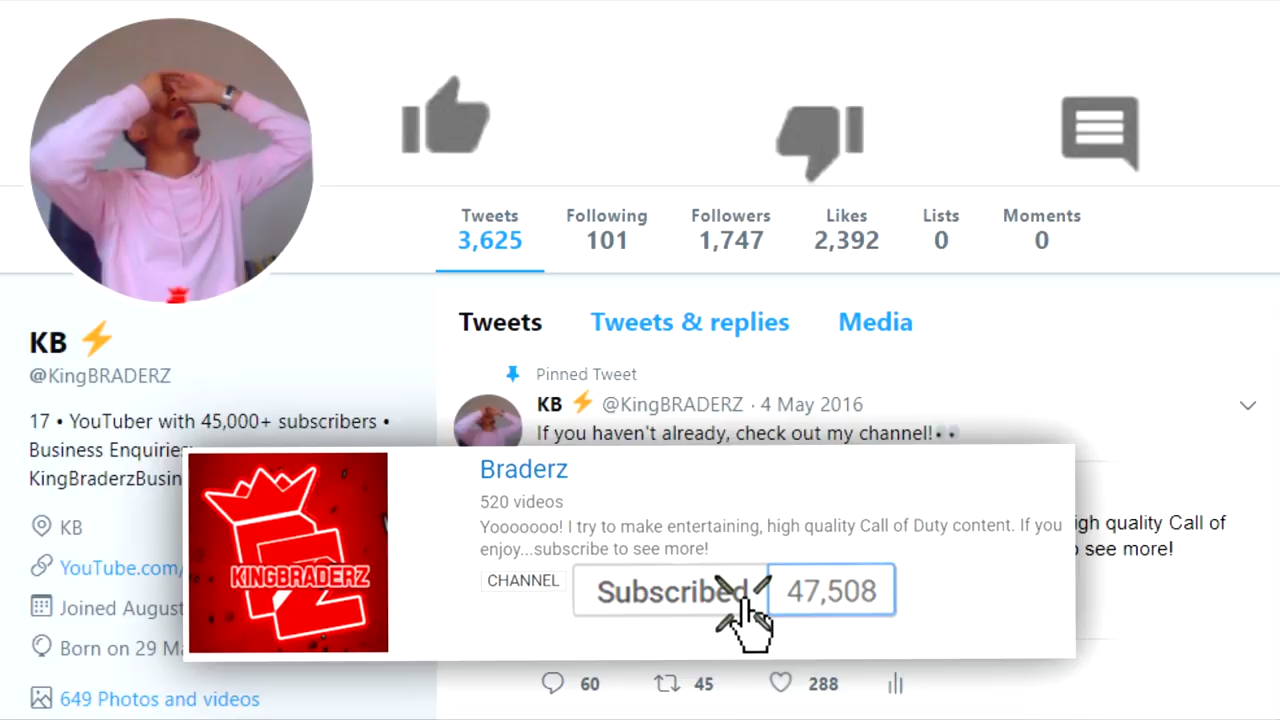 Tweets Following Followers Likes Lists Moments
3,625 101 1,747 2,392 0 0
KB ⚡
@KingBRADERZ
17 • YouTuber with 45,000+ subscribers •
Business Enquiries
KingBraderzBusin
KB
YouTube.com/
Joined August
Born on 29 Ma
649 Photos and videos
Tweets Tweets & replies Media
Pinned Tweet
KB ⚡ @KingBRADERZ · 4 May 2016
If you haven't already, check out my channel!👀
igh quality Call of
see more!
KINGBRADERZ
Braderz
520 videos
Yooooooo! I try to make entertaining, high quality Call of Duty content. If you
enjoy...subscribe to see more!
CHANNEL Subscribed 47,508
60 45 288